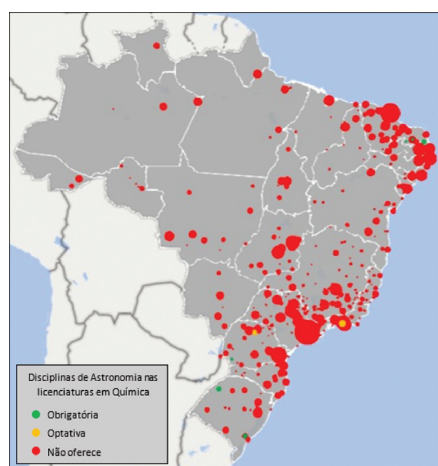 Disciplinas de Astronomia nas
licenciaturas em Química
Obrigatória
Optativa
Não oferece